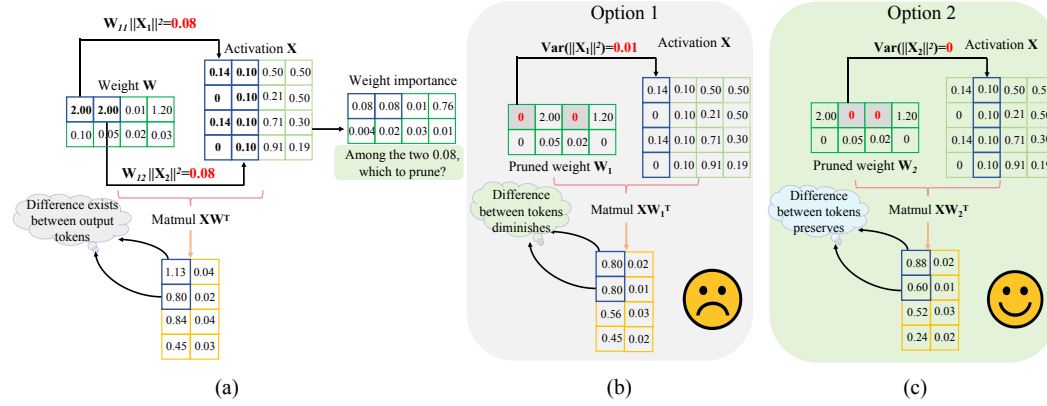 W₁₁||X₁||²=0.08
Activation X
Weight W
0.14 0.10 0.50 0.50
0 0.10 0.21 0.50
0.14 0.10 0.71 0.30
0 0.10 0.91 0.19
2.00 2.00 0.01 1.20
0.10 0.05 0.02 0.03
Weight importance
0.08 0.08 0.01 0.76
0.004 0.02 0.03 0.01
Among the two 0.08,
which to prune?
W₁₂||X₂||²=0.08
Difference exists
between output
tokens
Matmul XWᵀ
1.13 0.04
0.80 0.02
0.84 0.04
0.45 0.03
(a)
Option 1
Var(||X₁||²)=0.01
Activation X
0.14 0.10 0.50 0.50
0 0.10 0.21 0.50
0.14 0.10 0.71 0.30
0 0.10 0.91 0.19
0 2.00 0 1.20
0 0.05 0.02 0
Pruned weight W₁
Difference
between tokens
diminishes
Matmul XW₁ᵀ
0.80 0.02
0.80 0.01
0.56 0.03
0.45 0.02
(b)
Option 2
Var(||X₂||²)=0
Activation X
0.14 0.10 0.50 0.50
0 0.10 0.21 0.50
0.14 0.10 0.71 0.30
0 0.10 0.91 0.19
2.00 0 0 1.20
0 0.05 0.02 0
Pruned weight W₂
Difference
between tokens
preserves
Matmul XW₂ᵀ
0.88 0.02
0.60 0.01
0.52 0.03
0.24 0.02
(c)